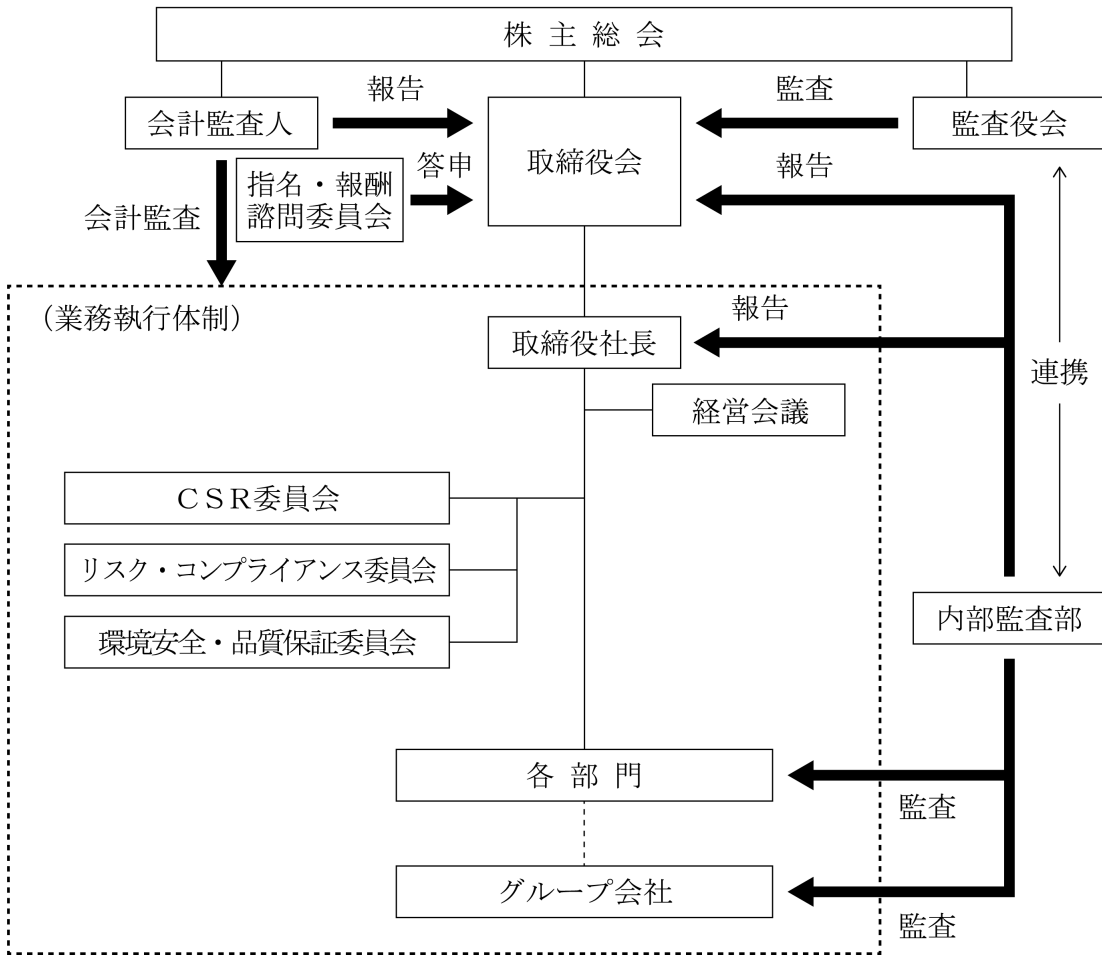 株主総会
会計監査人
報告
取締役会
監査
監査役会
会計監査
指名・報酬
諮問委員会
答申
報告
（業務執行体制）
取締役社長
報告
連携
経営会議
ＣＳＲ委員会
リスク・コンプライアンス委員会
環境安全・品質保証委員会
内部監査部
各部門
監査
グループ会社
監査